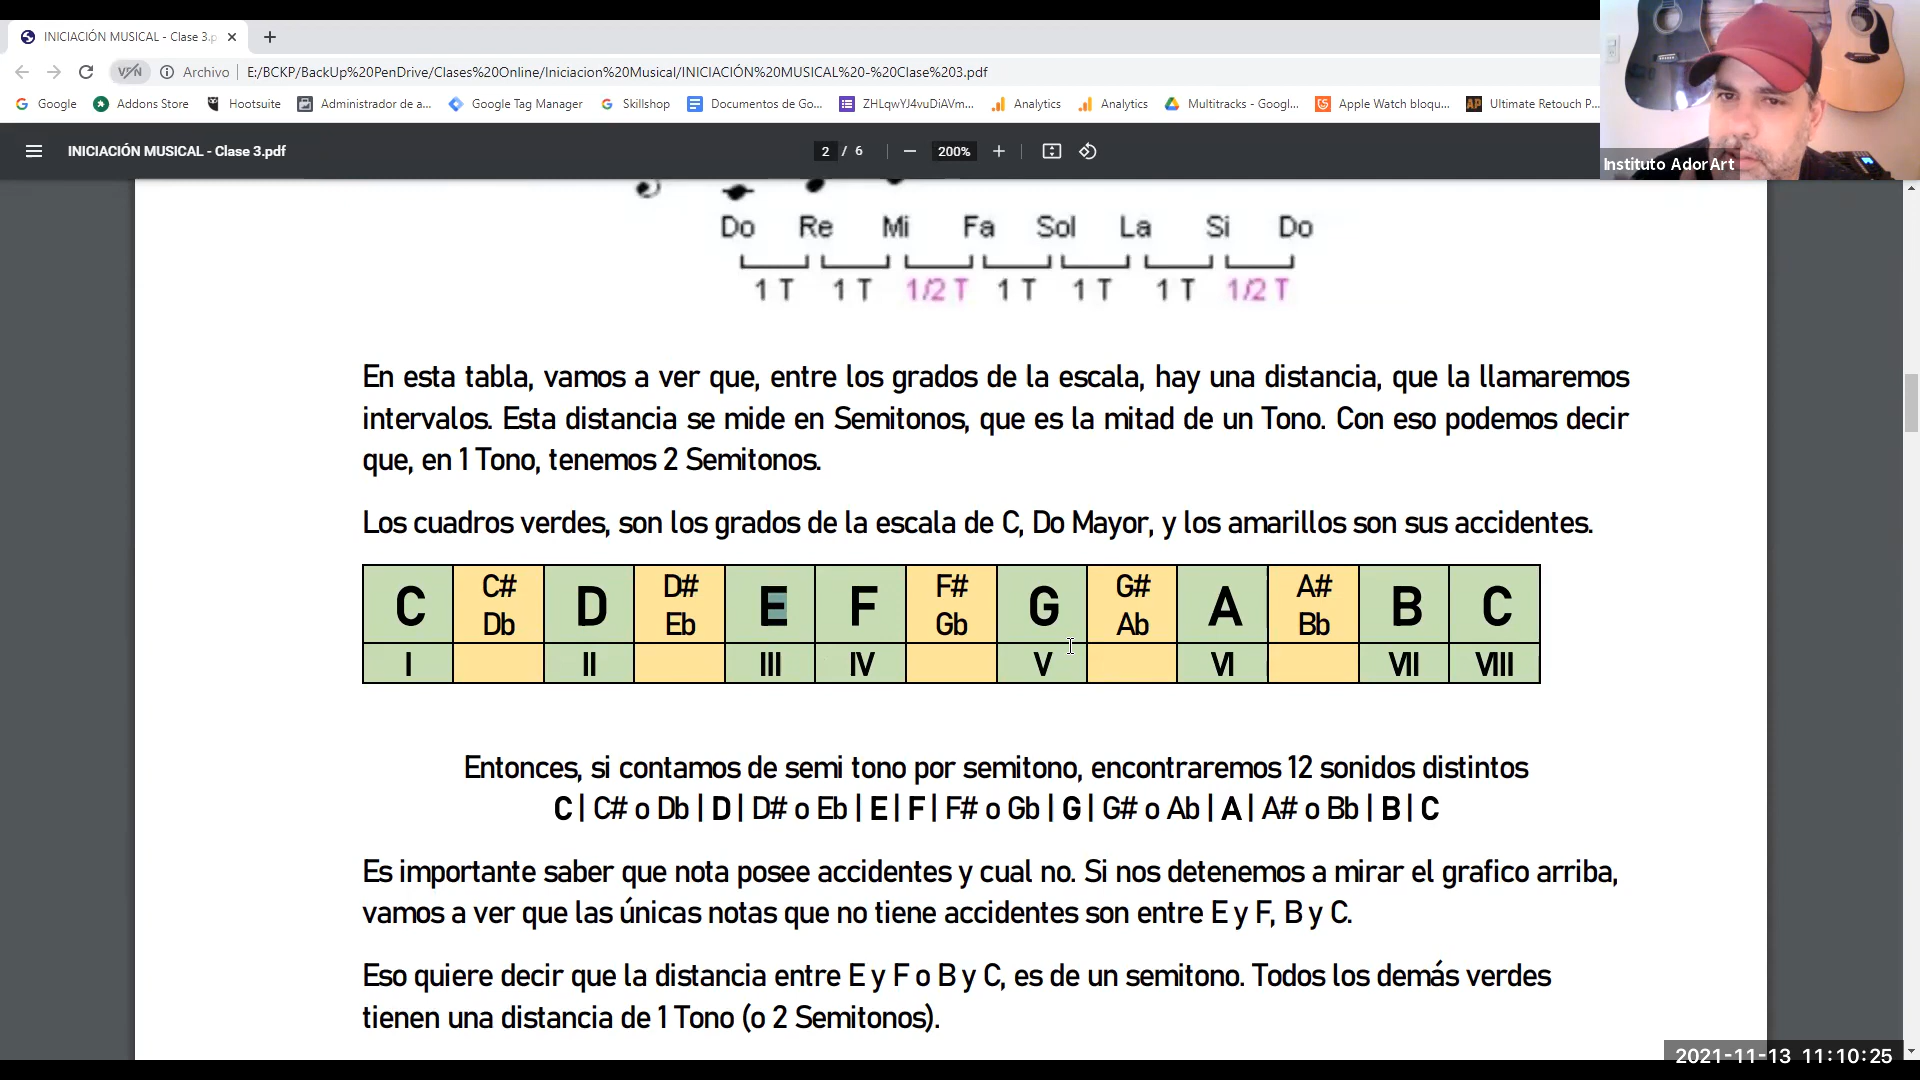 INICIACIÓN MUSICAL - Clase 3.p
Archivo E:/BCKP/BackUp%20PenDrive/Clases%20Online/Iniciacion%20Musical/INICIACIÓN%20MUSICAL%20-%20Clase%203.pdf
Google Addons Store Hootsuite Administrador de a... Google Tag Manager Skillshop Documentos de Go... ZHLqwYJ4vuDiAVm... Analytics Analytics Multitracks - Googl... Apple Watch bloqu... Ultimate Retouch P...
INICIACIÓN MUSICAL - Clase 3.pdf 2 / 6 200%
Instituto AdorArt
Do Re Mi Fa Sol La Si Do
1 T 1 T 1/2 T 1 T 1 T 1 T 1/2 T
En esta tabla, vamos a ver que, entre los grados de la escala, hay una distancia, que la llamaremos
intervalos. Esta distancia se mide en Semitonos, que es la mitad de un Tono. Con eso podemos decir
que, en 1 Tono, tenemos 2 Semitonos.
Los cuadros verdes, son los grados de la escala de C, Do Mayor, y los amarillos son sus accidentes.
C C# Db D D# Eb E F F# Gb G G# Ab A A# Bb B C
I II III IV V VI VII VIII
Entonces, si contamos de semi tono por semitono, encontraremos 12 sonidos distintos
C | C# o Db | D | D# o Eb | E | F | F# o Gb | G | G# o Ab | A | A# o Bb | B | C
Es importante saber que nota posee accidentes y cual no. Si nos detenemos a mirar el grafico arriba,
vamos a ver que las únicas notas que no tiene accidentes son entre E y F, B y C.
Eso quiere decir que la distancia entre E y F o B y C, es de un semitono. Todos los demás verdes
tienen una distancia de 1 Tono (o 2 Semitonos).
2021-11-13 11:10:25